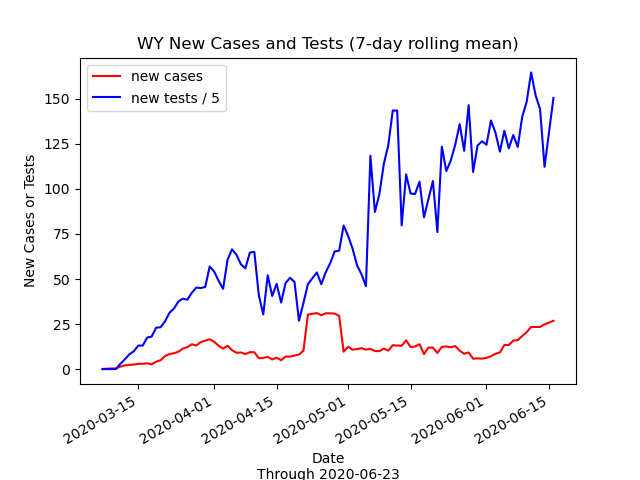 WY New Cases and Tests (7-day rolling mean)
new cases
new tests / 5
New Cases or Tests
150
125
100
75
50
25
0
2020-03-15
2020-04-01
2020-04-15
2020-05-01
2020-05-15
2020-06-01
2020-06-15
Date
Through 2020-06-23